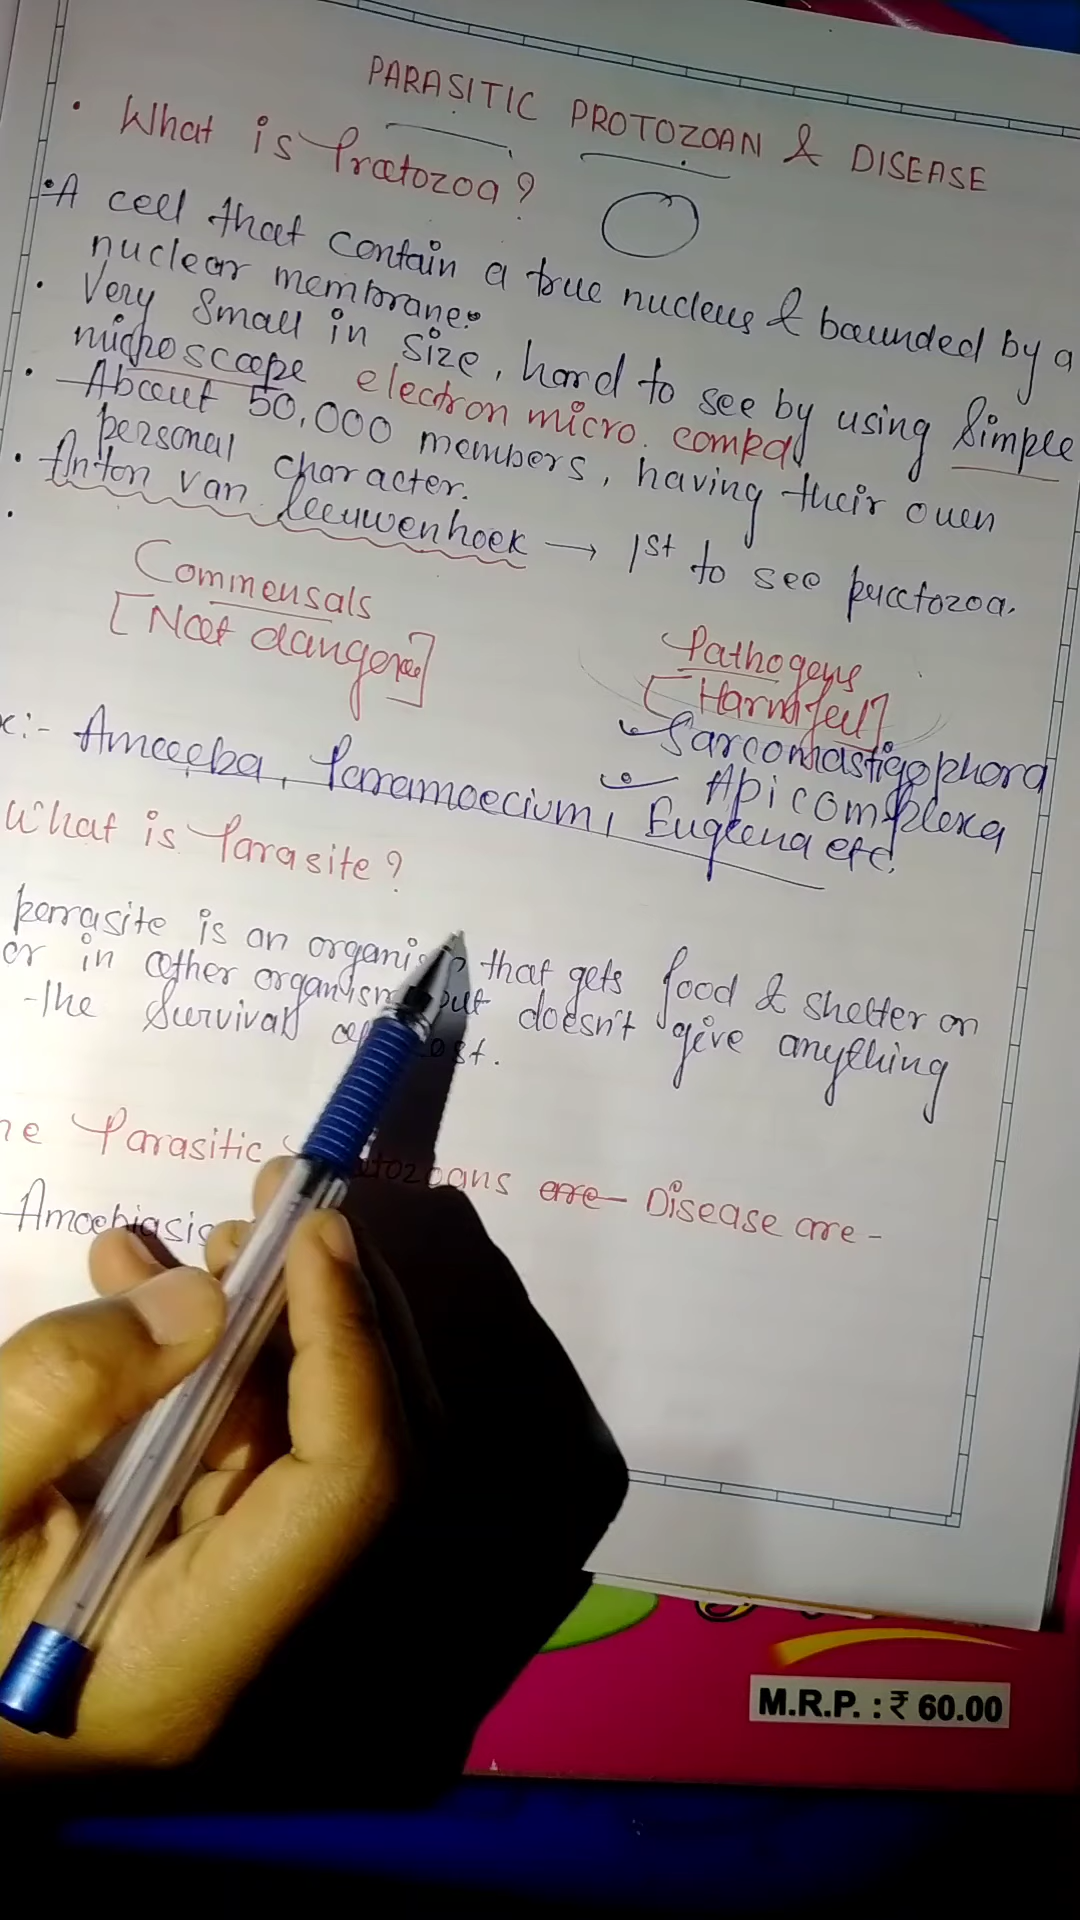 PARASITIC PROTOZOAN & DISEASE
• What is Protozoa?
• A cell that contain a true nucleus & bounded by a
nuclear membrane.
• Very small in size, hard to see by using simple
microscope electron micro. compd
• About 50,000 members, having their own
personal character.
• Anton van leeuwenhoek → 1st to see protozoa.
Commensals
[Not dangerous]
Pathogens
[Harmful]
Sarcomastigophora
Apicomplexa
x:- Amoeba, Paramoecium, Euglena etc.
What is Parasite?
parasite is an organism that gets food & shelter on
or in other organism but doesn't give anything
the survival host.
Parasitic are Disease are -
Amoebiasis
M.R.P. : ₹ 60.00